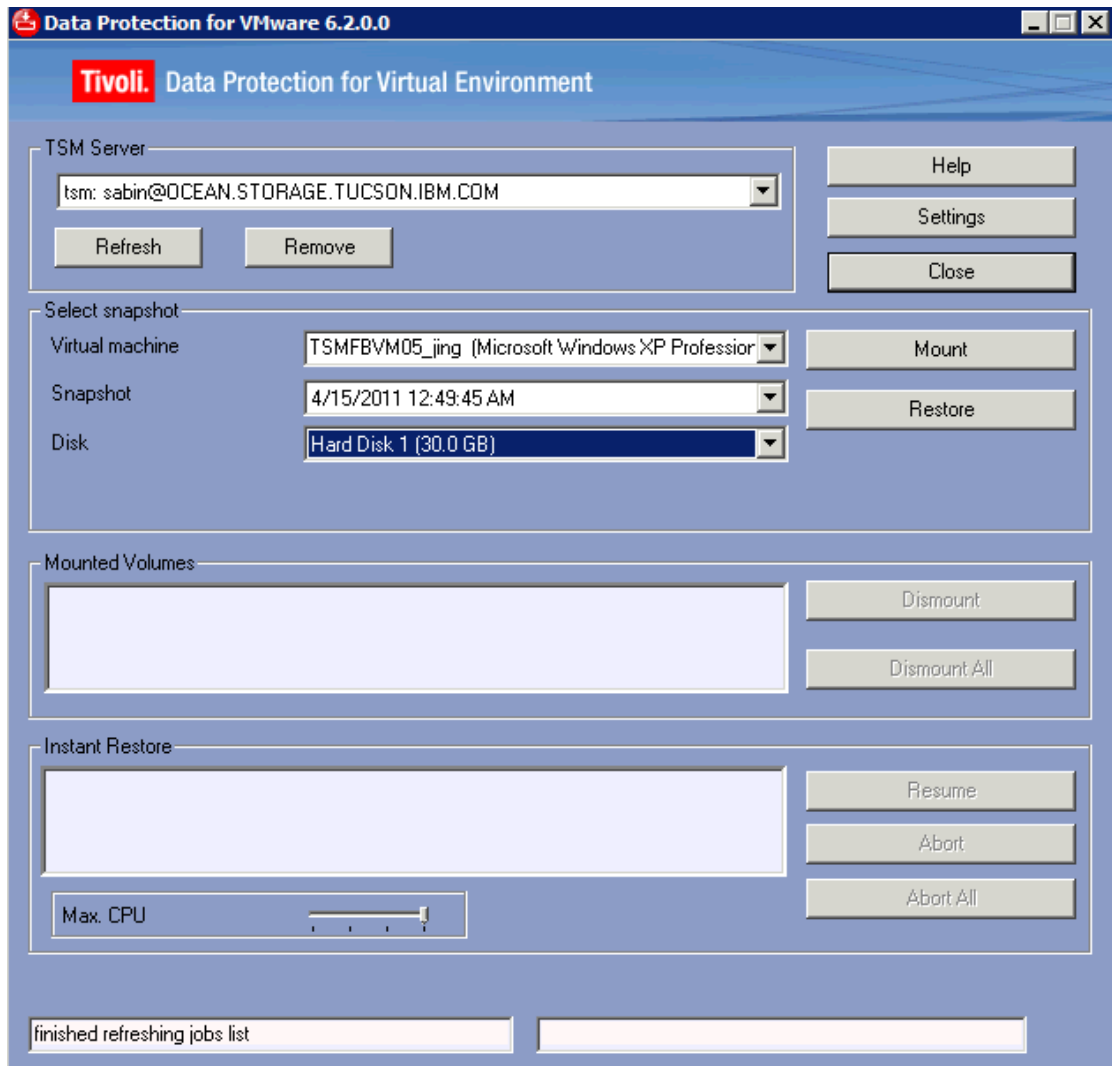 Data Protection for VMware 6.2.0.0
Tivoli. Data Protection for Virtual Environment
TSM Server
tsm: sabin@OCEAN.STORAGE.TUCSON.IBM.COM
Refresh
Remove
Help
Settings
Close
Select snapshot
Virtual machine
TSMFBVM05_jing (Microsoft Windows XP Profession
Snapshot
4/15/2011 12:49:45 AM
Disk
Hard Disk 1 (30.0 GB)
Mount
Restore
Mounted Volumes
Dismount
Dismount All
Instant Restore
Resume
Abort
Abort All
Max. CPU
finished refreshing jobs list